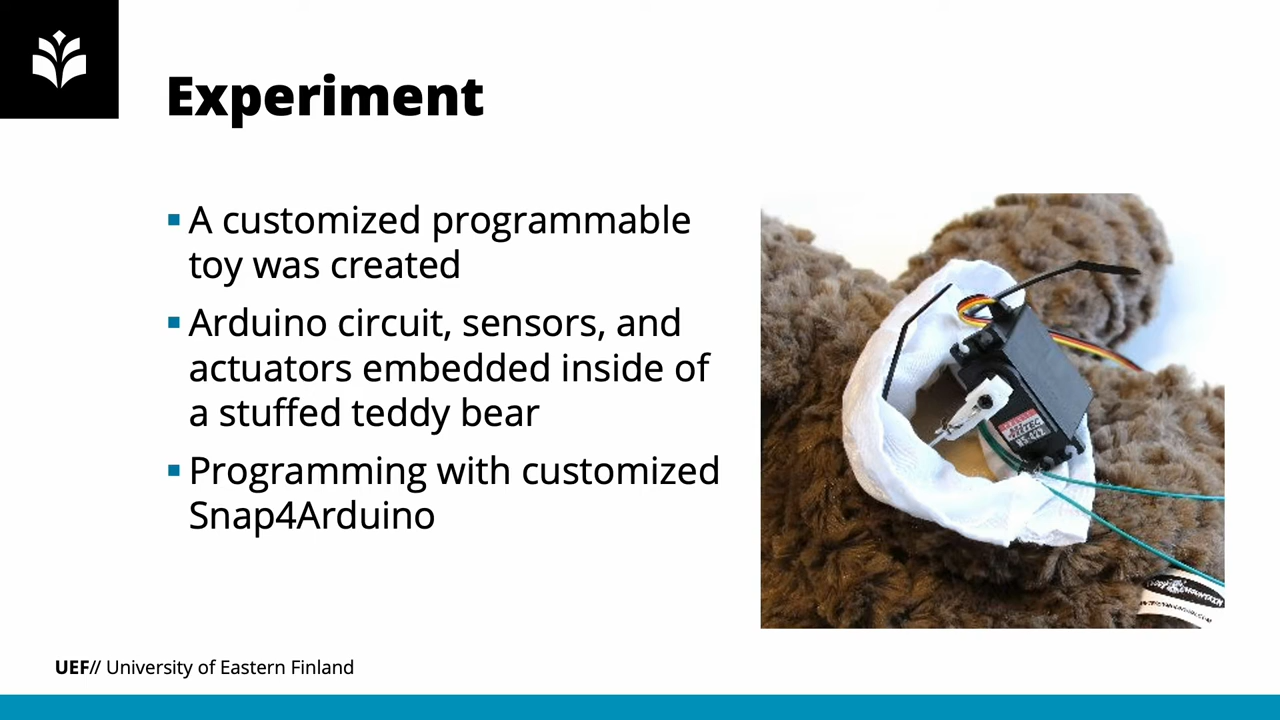 Experiment
A customized programmable
toy was created
Arduino circuit, sensors, and
actuators embedded inside of
a stuffed teddy bear
Programming with customized
Snap4Arduino
UEF// University of Eastern Finland